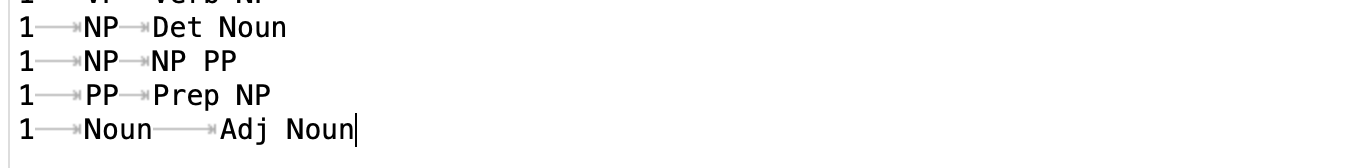 1 NP Det Noun
1 NP NP PP
1 PP Prep NP
1 Noun Adj Noun